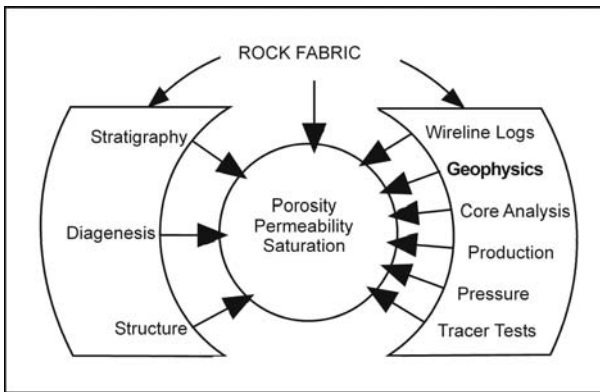 ROCK FABRIC
Stratigraphy
Diagenesis
Structure
Porosity
Permeability
Saturation
Wireline Logs
Geophysics
Core Analysis
Production
Pressure
Tracer Tests